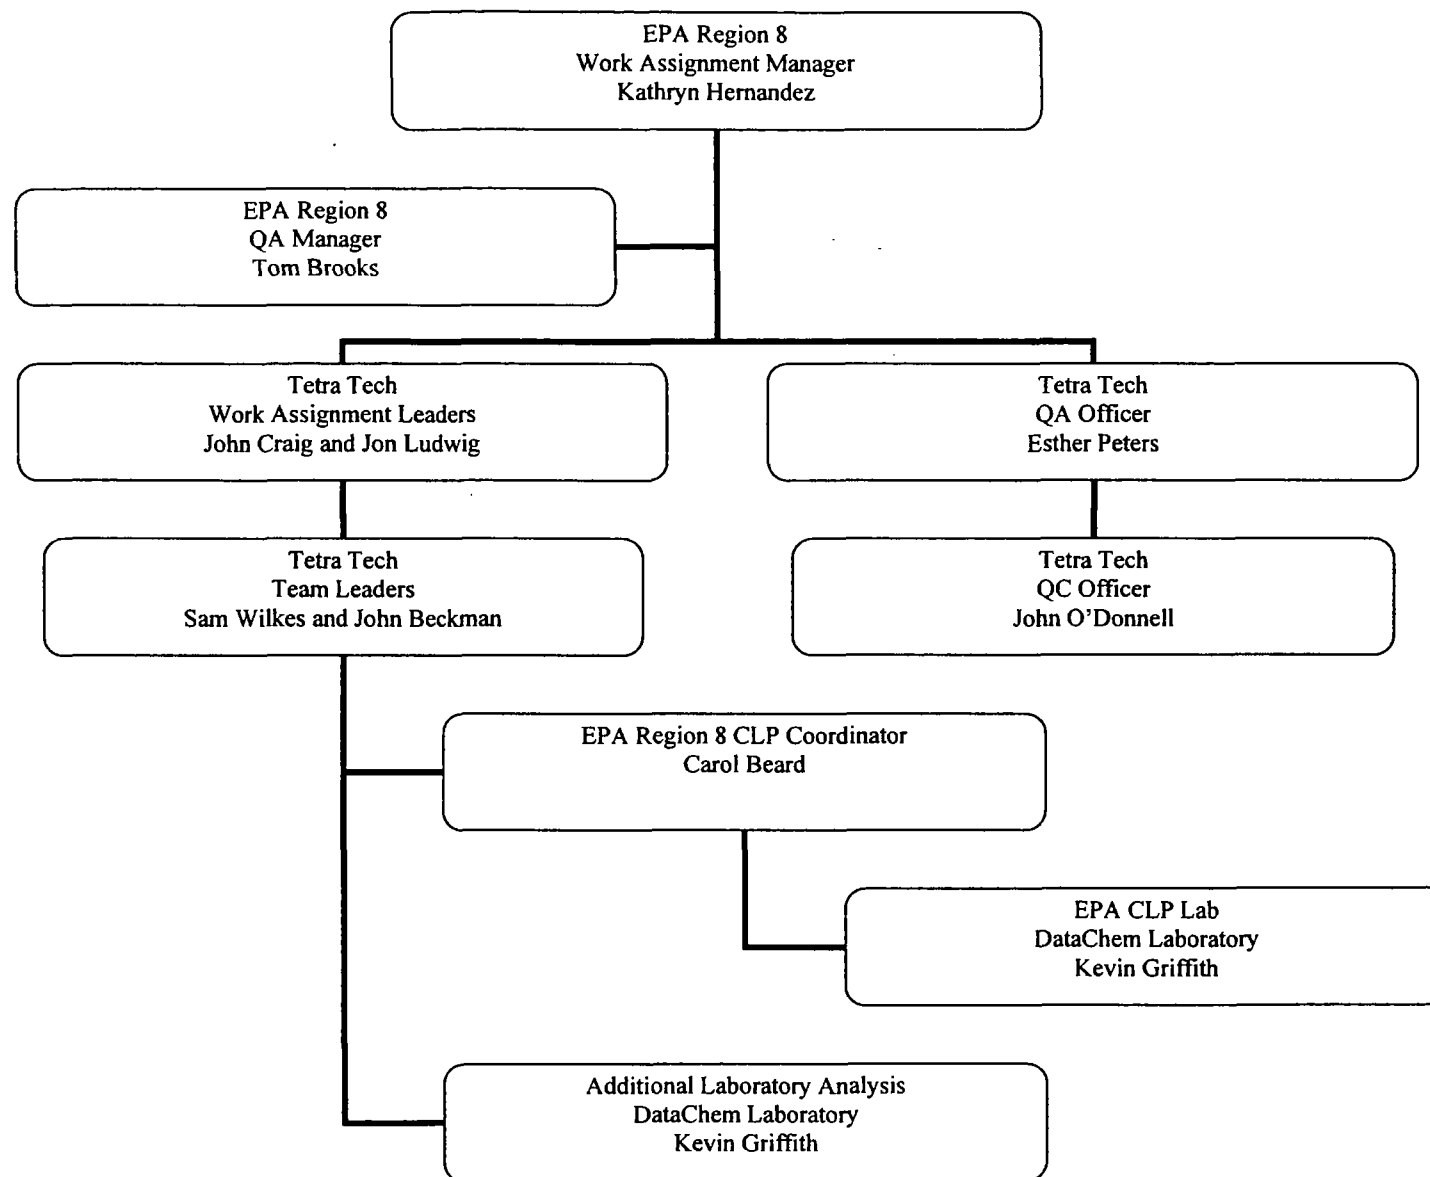 EPA Region 8
Work Assignment Manager
Kathryn Hernandez
EPA Region 8
QA Manager
Tom Brooks
Tetra Tech
Work Assignment Leaders
John Craig and Jon Ludwig
Tetra Tech
QA Officer
Esther Peters
Tetra Tech
Team Leaders
Sam Wilkes and John Beckman
Tetra Tech
QC Officer
John O'Donnell
EPA Region 8 CLP Coordinator
Carol Beard
EPA CLP Lab
DataChem Laboratory
Kevin Griffith
Additional Laboratory Analysis
DataChem Laboratory
Kevin Griffith